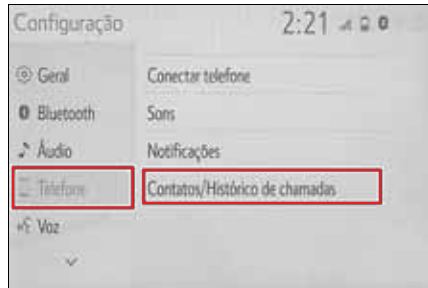 Configuração 2:21
Geral
Conectar telefone
Bluetooth
Sons
Áudio
Notificações
Telefone
Contatos/Histórico de chamadas
Voz